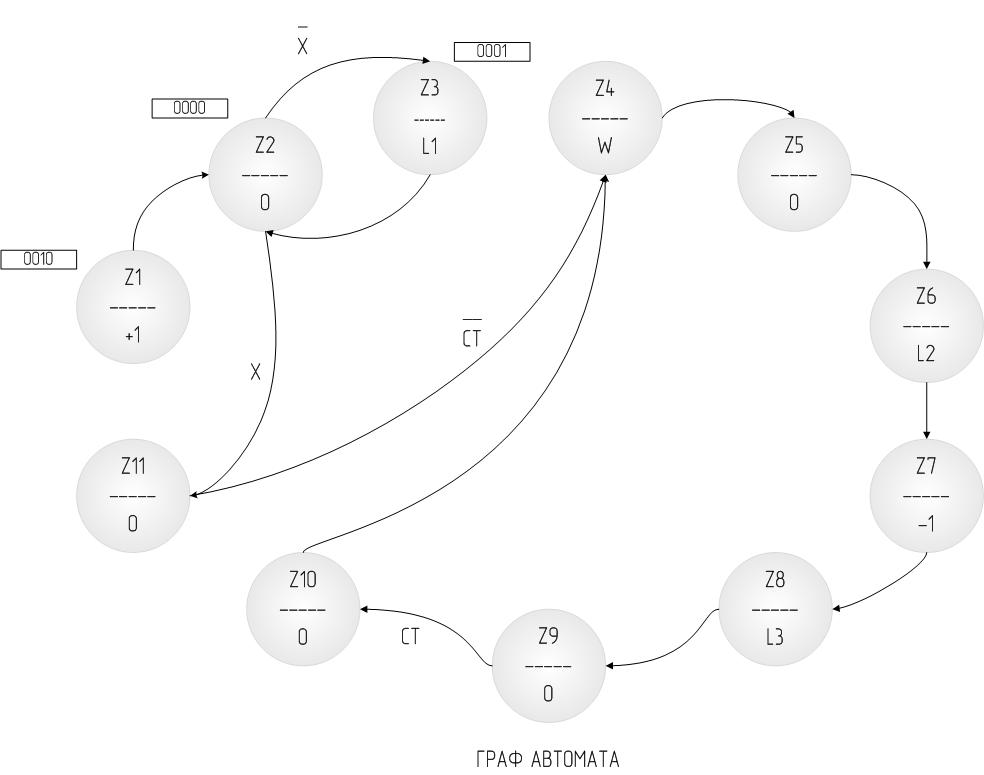 X
0001
Z3
------
L1
0000
Z2
-----
0
Z4
-----
W
Z5
-----
0
0010
Z1
-----
+1
Z6
-----
L2
CT
X
Z11
-----
0
Z7
-----
-1
Z10
-----
0
CT
Z9
-----
0
Z8
-----
L3
ГРАФ АВТОМАТА